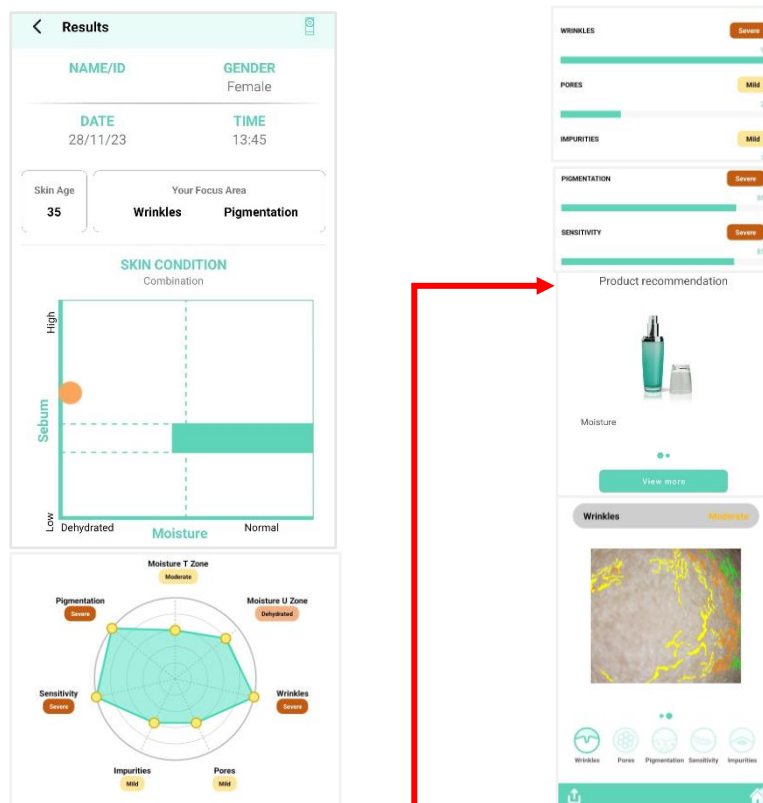 Results
NAME/ID GENDER
Female
DATE TIME
28/11/23 13:45
Skin Age Your Focus Area
35 Wrinkles Pigmentation
SKIN CONDITION
Combination
High
Sebum
Low
Dehydrated Normal
Moisture
Moisture T Zone
Moderate
Pigmentation Moisture U Zone
Severe Dehydrated
Sensitivity Wrinkles
Severe Severe
Impurities Pores
Mild Mild
WRINKLES Severe
PORES Mild
IMPURITIES Mild
PIGMENTATION Severe
SENSITIVITY Severe
Product recommendation
Moisture
View more
Wrinkles Moderate
Wrinkles Pores Pigmentation Sensitivity Impurities